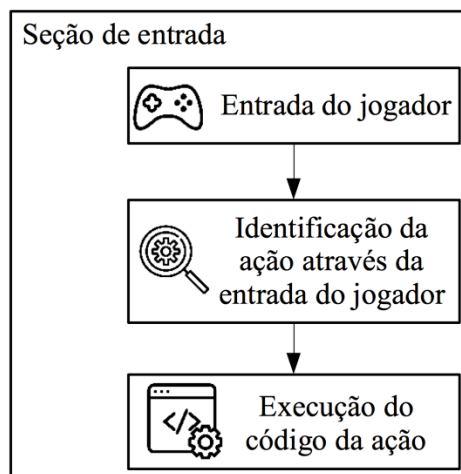 Seção de entrada
Entrada do jogador
Identificação da
ação através da
entrada do jogador
</>
Execução do
código da ação